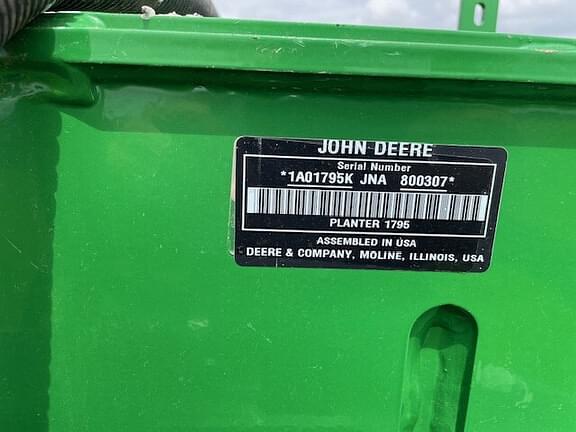 JOHN DEERE
Serial Number
*1A01795K JNA 800307*
PLANTER 1795
ASSEMBLED IN USA
DEERE & COMPANY, MOLINE, ILLINOIS, USA